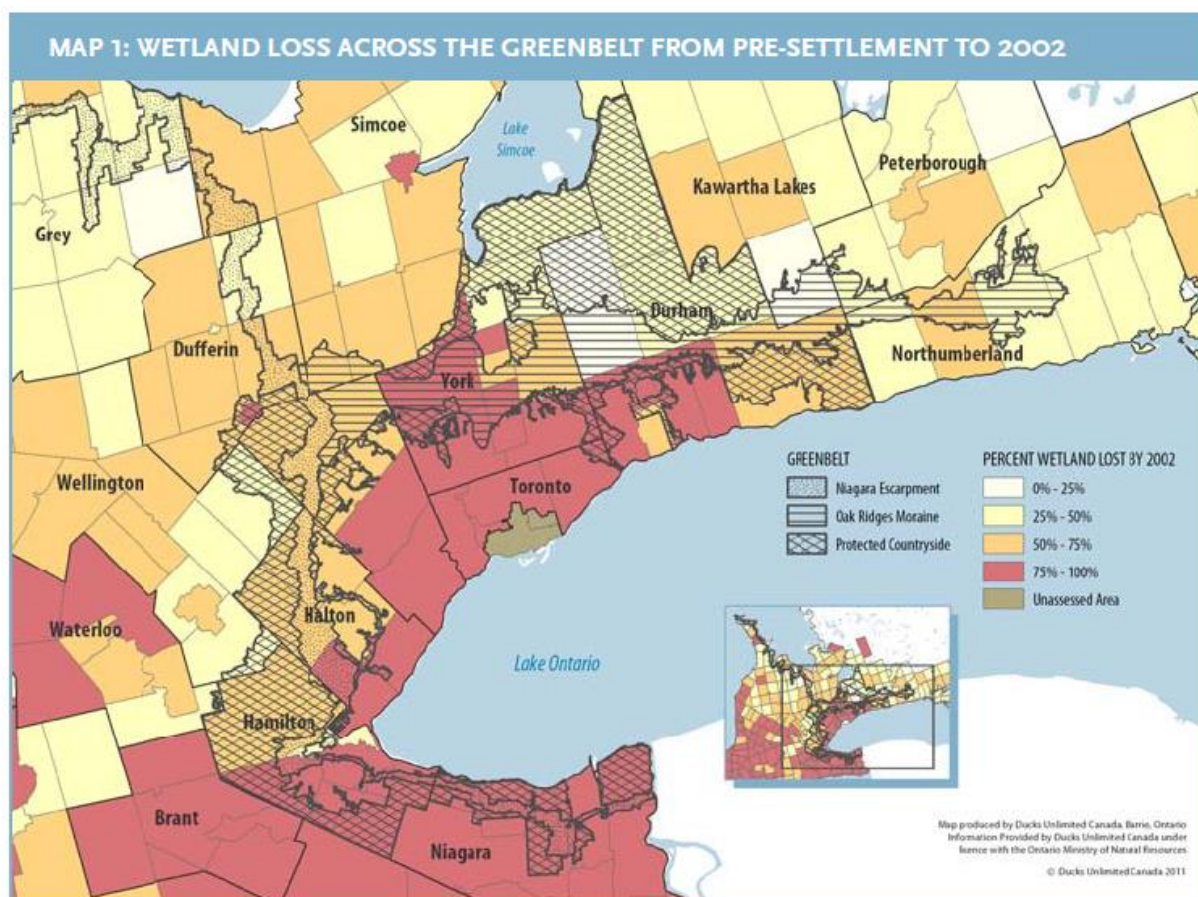 MAP 1: WETLAND LOSS ACROSS THE GREENBELT FROM PRE-SETTLEMENT TO 2002
Simcoe
Lake
Simcoe
Peterborough
Kawartha Lakes
Grey
Durham
Dufferin
Northumberland
York
GREENBELT
Niagara Escarpment
Oak Ridges Moraine
Protected Countryside
PERCENT WETLAND LOST BY 2002
0% - 25%
25% - 50%
50% - 75%
75% - 100%
Unassessed Area
Wellington
Toronto
Halton
Waterloo
Lake Ontario
Hamilton
Brant
Niagara
Map produced by Ducks Unlimited Canada, Barrie, Ontario
Information Provided by Ducks Unlimited Canada under
licence with the Ontario Ministry of Natural Resources
© Ducks Unlimited Canada 2011